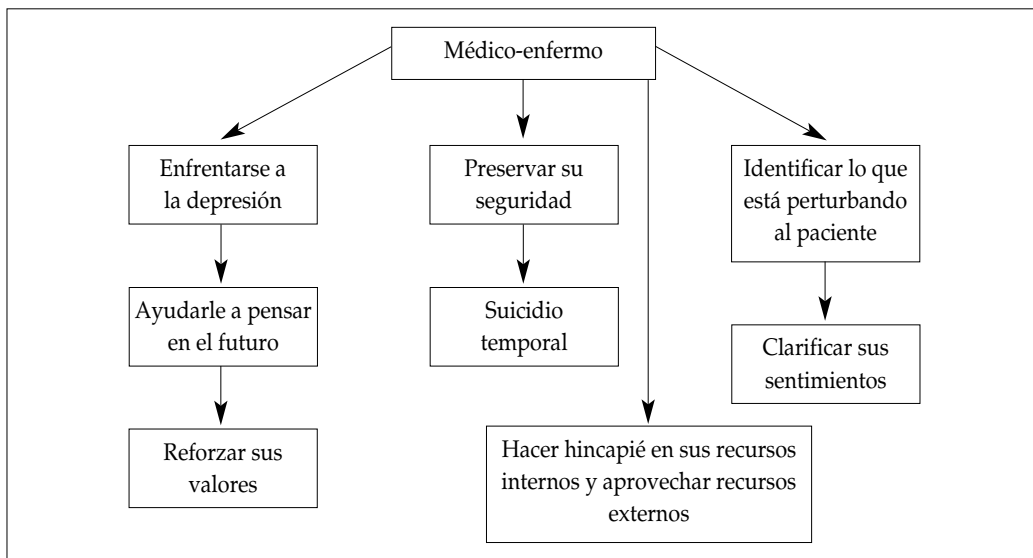 Médico-enfermo
Enfrentarse a
la depresión
Preservar su
seguridad
Identificar lo que
está perturbando
al paciente
Ayudarle a pensar
en el futuro
Suicidio
temporal
Clarificar sus
sentimientos
Reforzar sus
valores
Hacer hincapié en sus recursos
internos y aprovechar recursos
externos